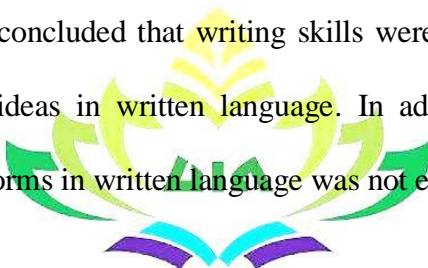 concluded that writing skills were
ideas in written language. In ad
orms in written language was not e